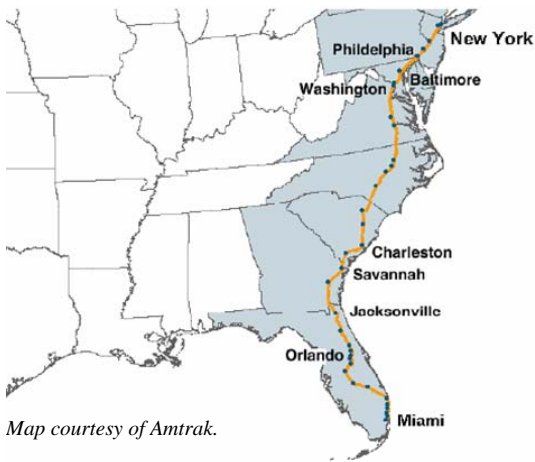 New York
Phildelphia
Baltimore
Washington
Charleston
Savannah
Jacksonville
Orlando
Miami
Map courtesy of Amtrak.